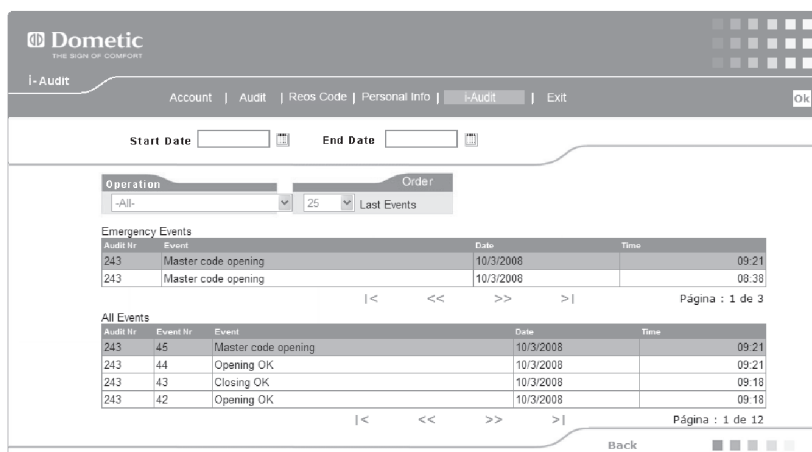 Dometic
THE SIGN OF COMFORT
i-Audit
Account | Audit | Reos Code | Personal Info | i-Audit | Exit
Ok
Start Date End Date
Operation Order
-All- 25 Last Events
Emergency Events
Audit Nr Event Date Time
243 Master code opening 10/3/2008 09:21
243 Master code opening 10/3/2008 08:38
|< << >> >| Página : 1 de 3
All Events
Audit Nr Event Nr Event Date Time
243 45 Master code opening 10/3/2008 09:21
243 44 Opening OK 10/3/2008 09:21
243 43 Closing OK 10/3/2008 09:18
243 42 Opening OK 10/3/2008 09:18
|< << >> >| Página : 1 de 12
Back